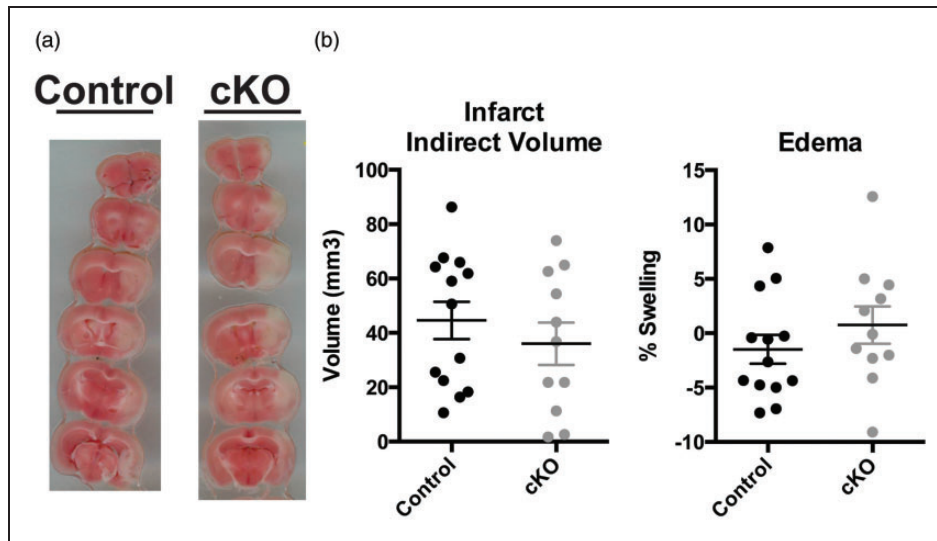 (a)
Control
cKO
(b)
Infarct
Indirect Volume
Volume (mm3)
100
80
60
40
20
0
Control
cKO
Edema
% Swelling
15
10
5
0
-5
-10
Control
cKO